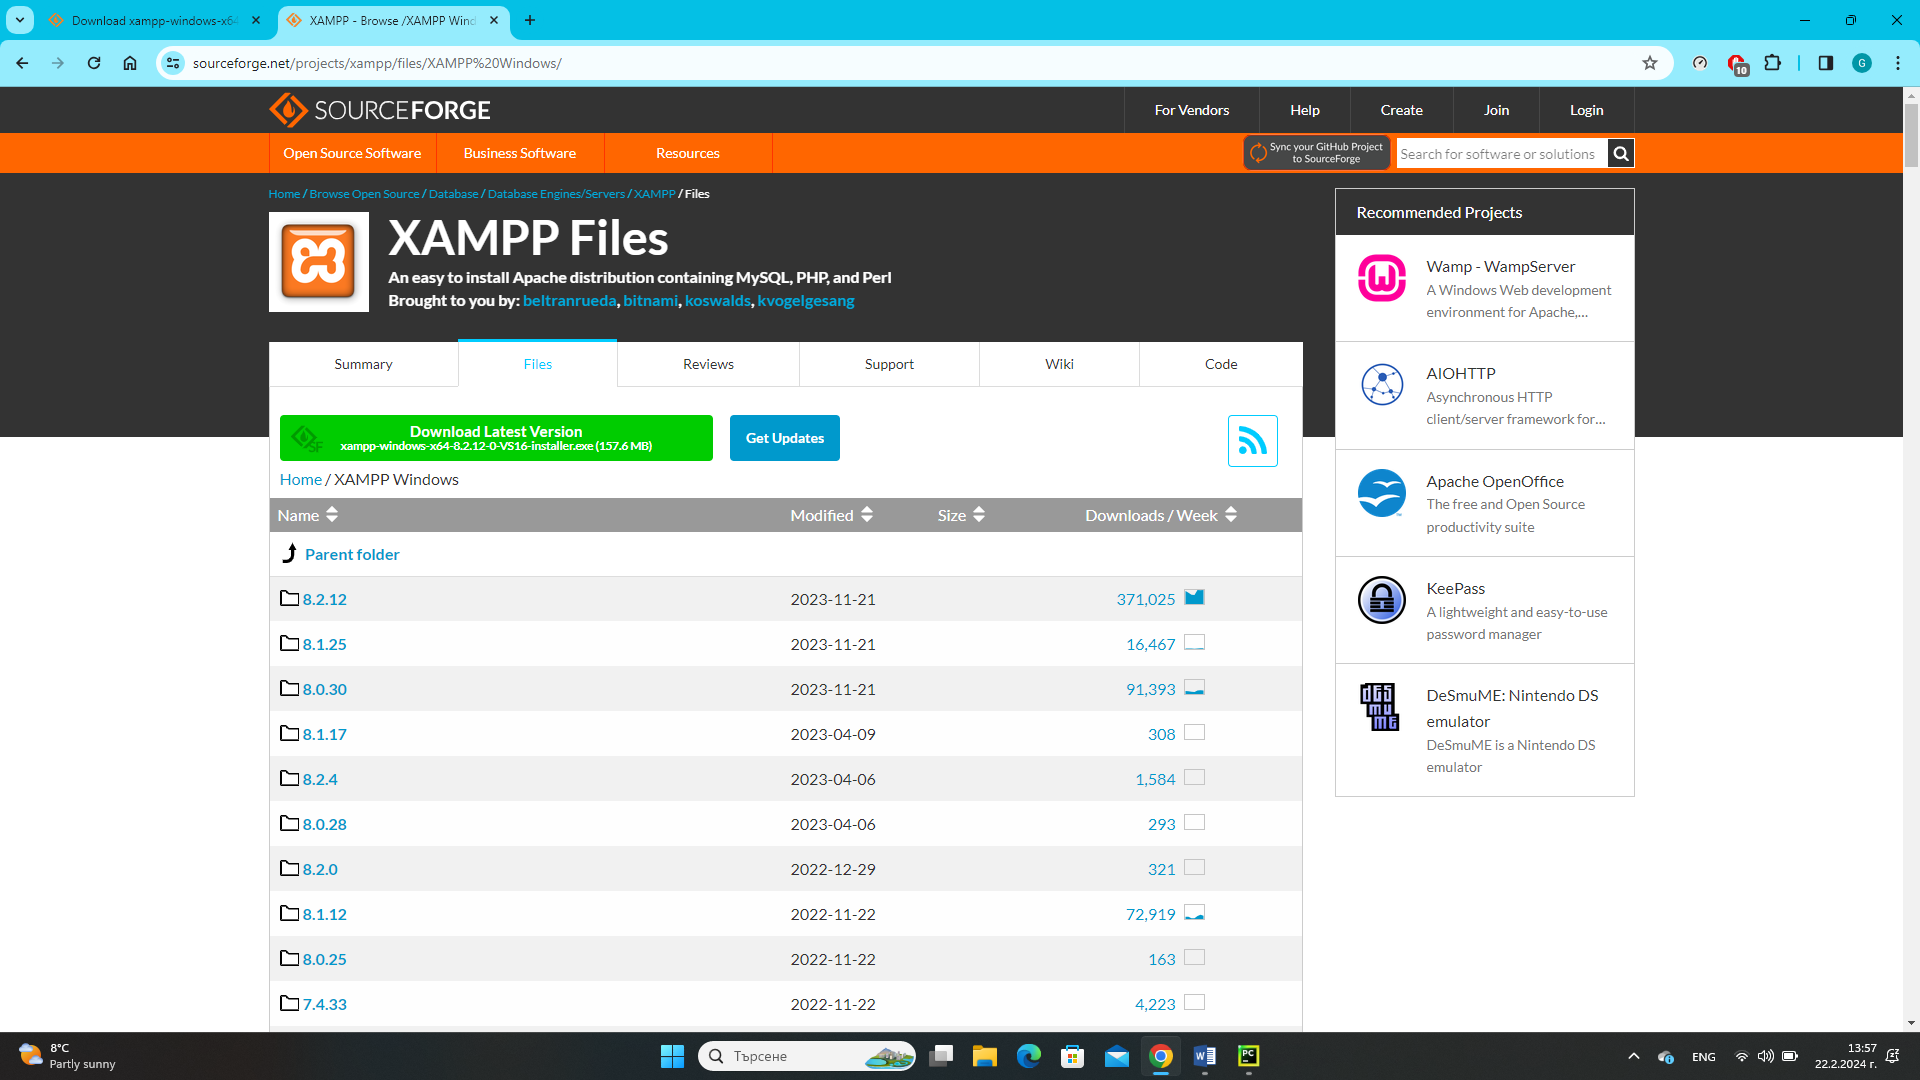 Download xampp-windows-x64
XAMPP - Browse /XAMPP Wind
sourceforge.net/projects/xampp/files/XAMPP%20Windows/
10
G
SOURCEFORGE
For Vendors
Help
Create
Join
Login
Open Source Software
Business Software
Resources
Sync your GitHub Project
to SourceForge
Search for software or solutions
Home / Browse Open Source / Database / Database Engines/Servers / XAMPP / Files
XAMPP Files
An easy to install Apache distribution containing MySQL, PHP, and Perl
Brought to you by: beltranrueda, bitnami, koswalds, kvogelgesang
Summary
Files
Reviews
Support
Wiki
Code
Download Latest Version
xampp-windows-x64-8.2.12-0-VS16-installer.exe (157.6 MB)
Get Updates
Home / XAMPP Windows
Name Modified Size Downloads / Week
Parent folder
8.2.12 2023-11-21 371,025
8.1.25 2023-11-21 16,467
8.0.30 2023-11-21 91,393
8.1.17 2023-04-09 308
8.2.4 2023-04-06 1,584
8.0.28 2023-04-06 293
8.2.0 2022-12-29 321
8.1.12 2022-11-22 72,919
8.0.25 2022-11-22 163
7.4.33 2022-11-22 4,223
Recommended Projects
Wamp - WampServer
A Windows Web development
environment for Apache,...
AIOHTTP
Asynchronous HTTP
client/server framework for...
Apache OpenOffice
The free and Open Source
productivity suite
KeePass
A lightweight and easy-to-use
password manager
DeSmuME: Nintendo DS
emulator
DeSmuME is a Nintendo DS
emulator
8°C
Partly sunny
Търсене
ENG
13:57
22.2.2024 г.